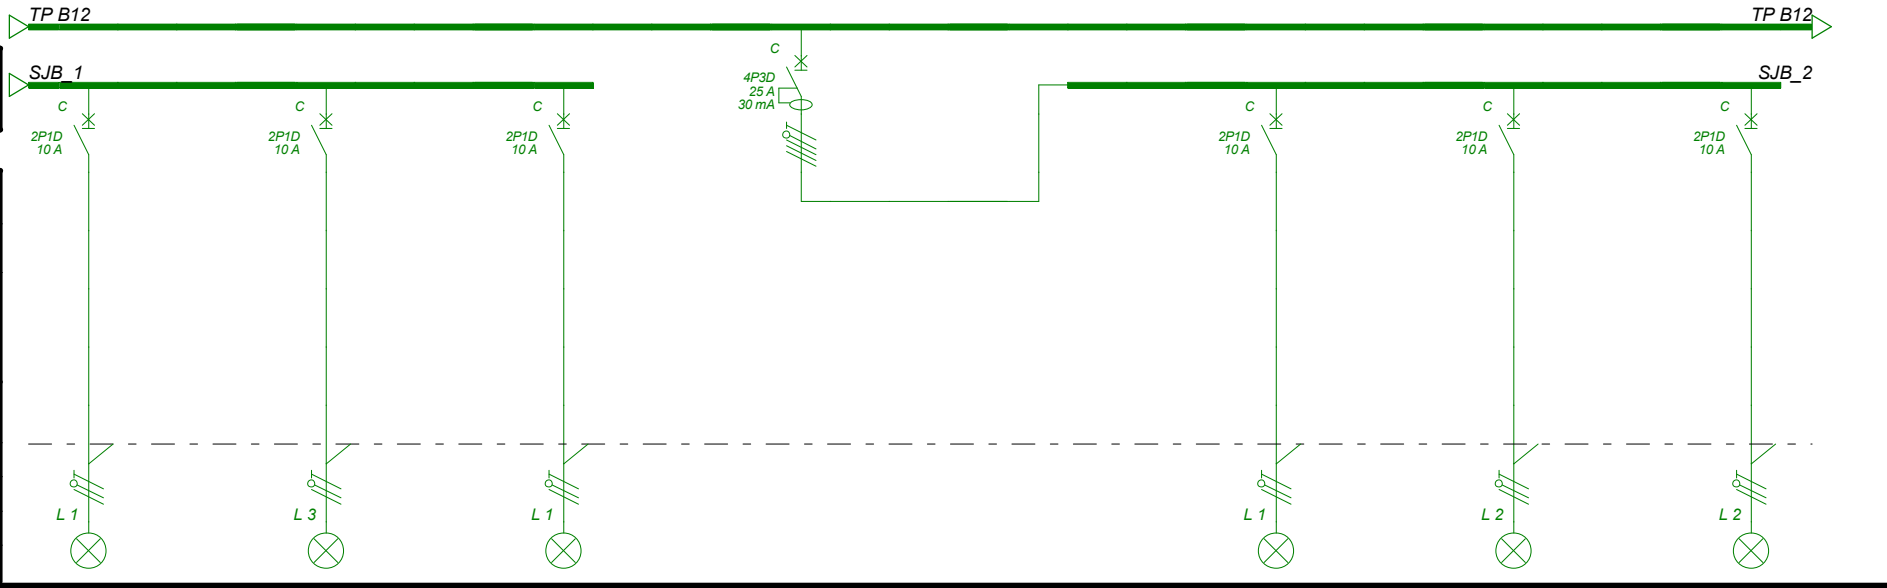 TP B12
TP B12
SJB_1
SJB_2
C
4P3D
25 A
30 mA
C
2P1D
10 A
C
2P1D
10 A
C
2P1D
10 A
C
2P1D
10 A
C
2P1D
10 A
C
2P1D
10 A
L 1
L 3
L 1
L 1
L 2
L 2